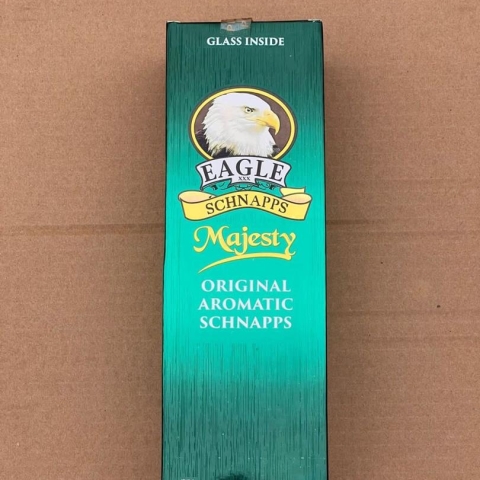 GLASS INSIDE
EAGLE
XXX
SCHNAPPS
Majesty
ORIGINAL
AROMATIC
SCHNAPPS